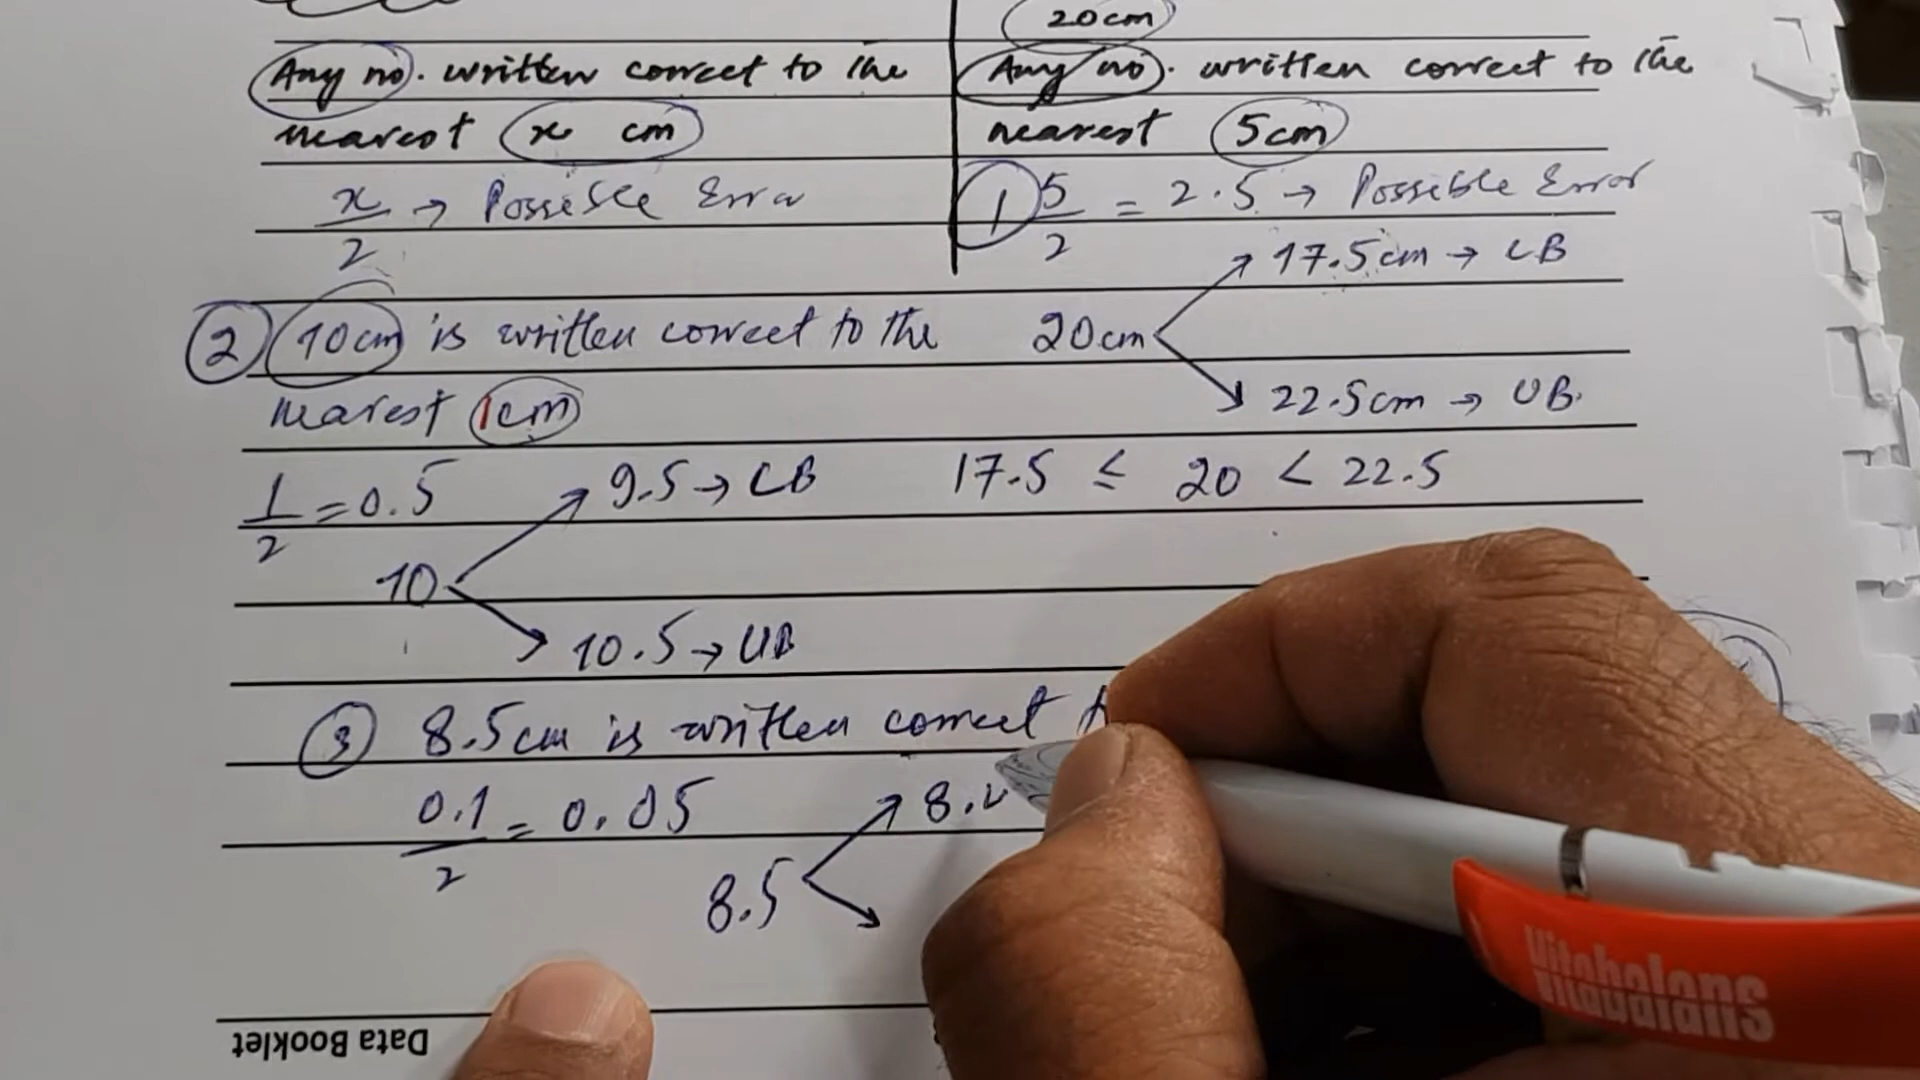 20cm
Any no. written correct to the
nearest x cm
x/2 → Possible Error
Any no. written correct to the
nearest 5cm
① 5/2 = 2.5 → Possible Error
17.5cm → LB
20cm
22.5cm → UB.
17.5 ≤ 20 < 22.5
② 10cm is written correct to the
nearest 1cm
1/2 = 0.5
9.5 → LB
10
10.5 → UB
③ 8.5cm is written correct t
0.1/2 = 0.05
8.
8.5
Data Booklet